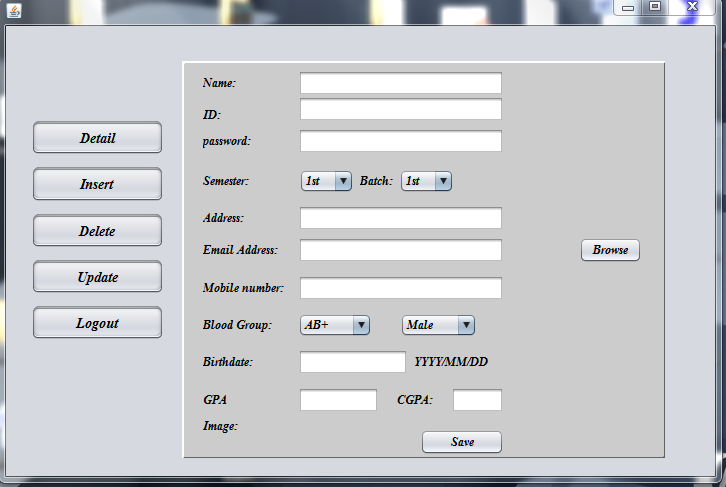 Name:
ID:
password:
Detail
Semester: 1st Batch: 1st
Insert
Address:
Delete
Email Address: Browse
Update
Mobile number:
Logout
Blood Group: AB+ Male
Birthdate: YYYY/MM/DD
GPA CGPA:
Image:
Save